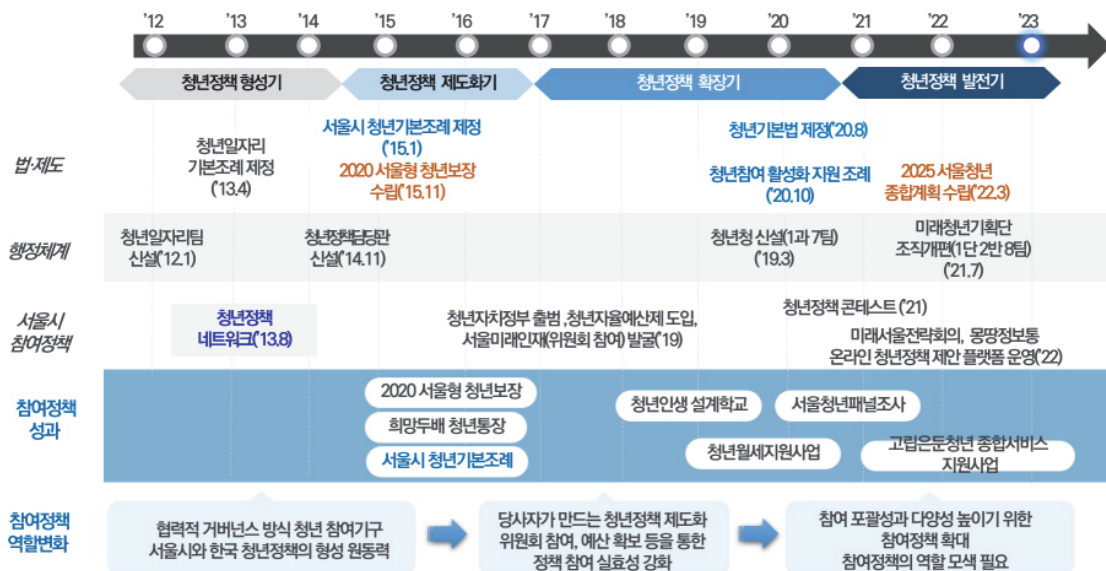 '12 '13 '14 '15 '16 '17 '18 '19 '20 '21 '22 '23
청년정책 형성기 청년정책 제도화기 청년정책 확장기 청년정책 발전기
법·제도
청년일자리
기본조례 제정
('13.4)
서울시 청년기본조례 제정
('15.1)
2020 서울형 청년보장
수립('15.11)
청년기본법 제정('20.8)
청년참여 활성화 지원 조례
('20.10)
2025 서울청년
종합계획 수립('22.3)
행정체계
청년일자리팀
신설('12.1)
청년정책담당관
신설('14.11)
청년청 신설(1과 7팀)
('19.3)
미래청년기획단
조직개편(1단 2반 8팀)
('21.7)
서울시
참여정책
청년정책
네트워크('13.8)
청년자치정부 출범 ,청년자율예산제 도입,
서울미래인재(위원회 참여) 발굴('19)
청년정책 콘테스트 ('21)
미래서울전략회의, 몽땅정보통
온라인 청년정책 제안 플랫폼 운영('22)
참여정책
성과
2020 서울형 청년보장
희망두배 청년통장
서울시 청년기본조례
청년인생 설계학교
청년월세지원사업
서울청년패널조사
고립은둔청년 종합서비스
지원사업
참여정책
역할변화
협력적 거버넌스 방식 청년 참여기구
서울시와 한국 청년정책의 형성 원동력
당사자가 만드는 청년정책 제도화
위원회 참여, 예산 확보 등을 통한
정책 참여 실효성 강화
참여 포괄성과 다양성 높이기 위한
참여정책 확대
참여정책의 역할 모색 필요